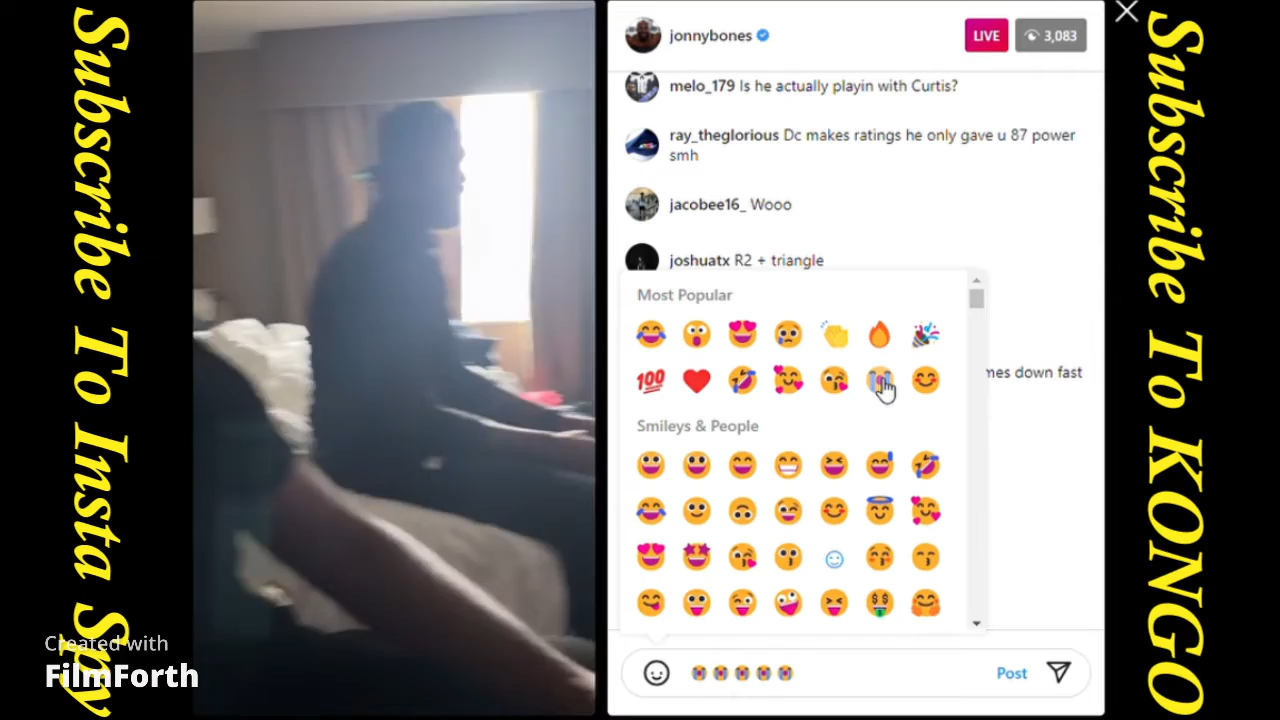 Subscribe To Insta Spy
jonnybones
LIVE
3,083
melo_179 Is he actually playin with Curtis?
ray_theglorious Dc makes ratings he only gave u 87 power
smh
jacobee16_ Wooo
joshuatx R2 + triangle
Most Popular
mes down fast
Smileys & People
Post
Created with
FilmForth
Subscribe To KONGO